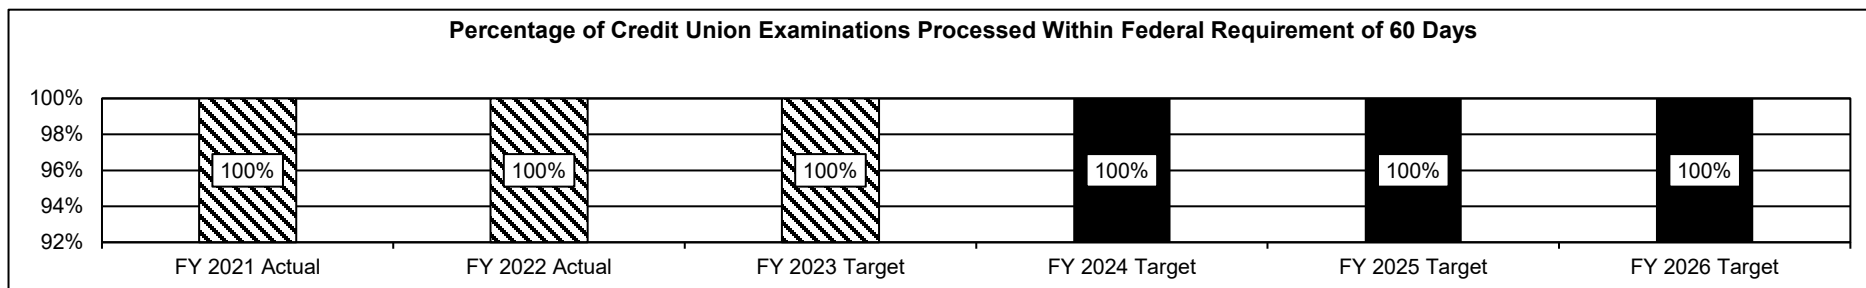 Percentage of Credit Union Examinations Processed Within Federal Requirement of 60 Days
100%
98%
96%
94%
92%
100%
100%
100%
100%
100%
100%
FY 2021 Actual
FY 2022 Actual
FY 2023 Target
FY 2024 Target
FY 2025 Target
FY 2026 Target